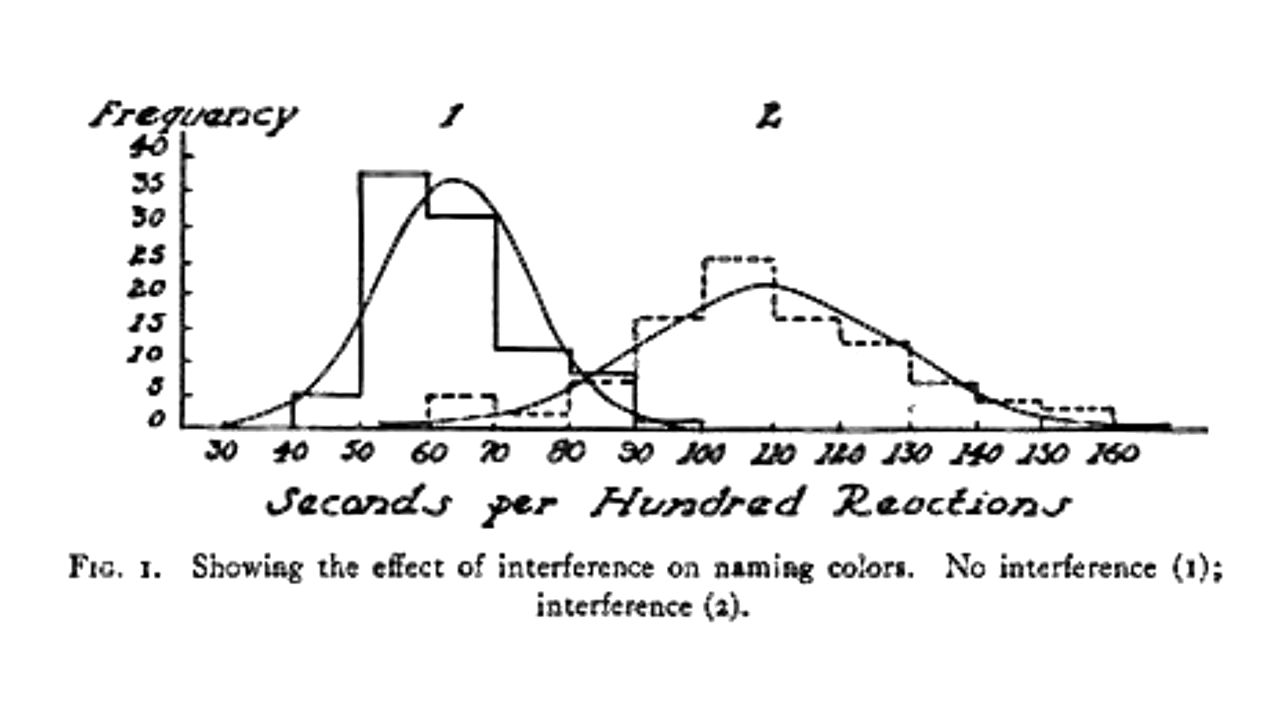 Frequancy 1 2
40
35
30
25
20
15
10
5
0
30 40 50 60 70 80 90 100 110 120 130 140 150 160
Seconds per Hundred Reactions
FIG. 1. Showing the effect of interference on naming colors. No interference (1);
interference (2).